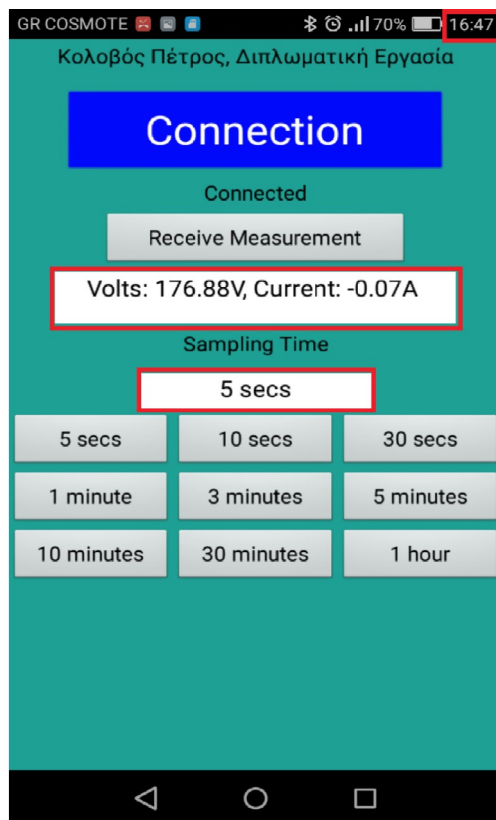 GR COSMOTE 70% 16:47
Κολοβός Πέτρος, Διπλωματική Εργασία
Connection
Connected
Receive Measurement
Volts: 176.88V, Current: -0.07A
Sampling Time
5 secs
5 secs 10 secs 30 secs
1 minute 3 minutes 5 minutes
10 minutes 30 minutes 1 hour